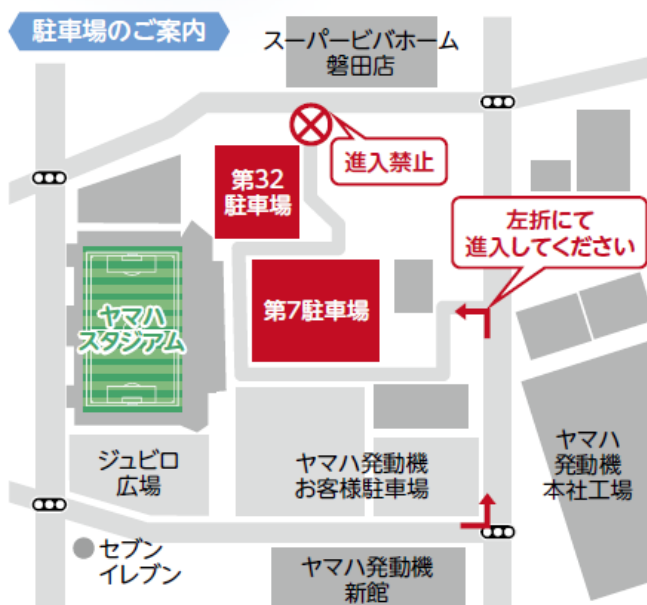 駐車場のご案内
スーパービバホーム
磐田店
進入禁止
第32
駐車場
左折にて
進入してください
第7駐車場
ヤマハ
スタジアム
ジュビロ
広場
ヤマハ発動機
お客様駐車場
ヤマハ
発動機
本社工場
セブン
イレブン
ヤマハ発動機
新館